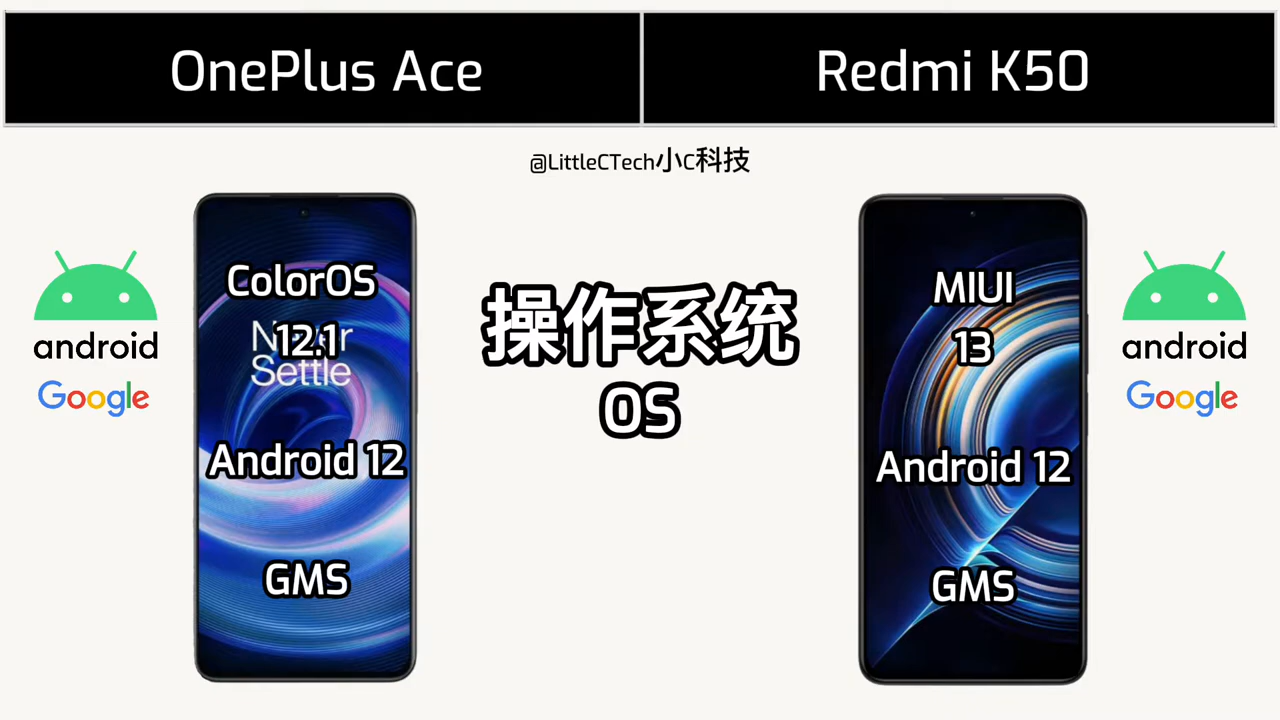 OnePlus Ace
Redmi K50
@LittleCTech小C科技
android
Google
ColorOS
12.1
Never
Settle
Android 12
GMS
操作系统
OS
MIUI
13
Android 12
GMS
android
Google